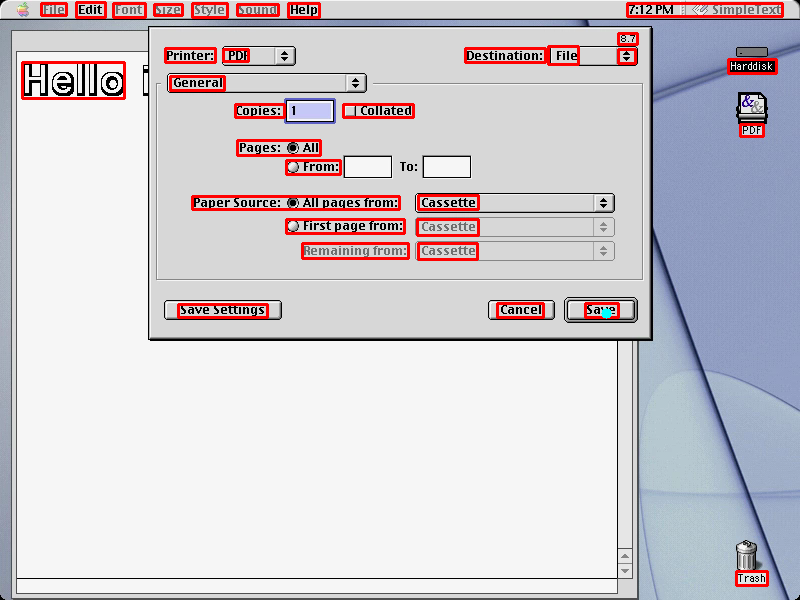 File Edit Font Size Style Sound Help 7:12 PM SimpleText
8.7
Printer: PDF Destination: File
General
Harddisk
Hello
Copies: 1 Collated
PDF
Pages: All
From: To:
Paper Source: All pages from: Cassette
First page from: Cassette
Remaining from: Cassette
Save Settings Cancel Save
Trash